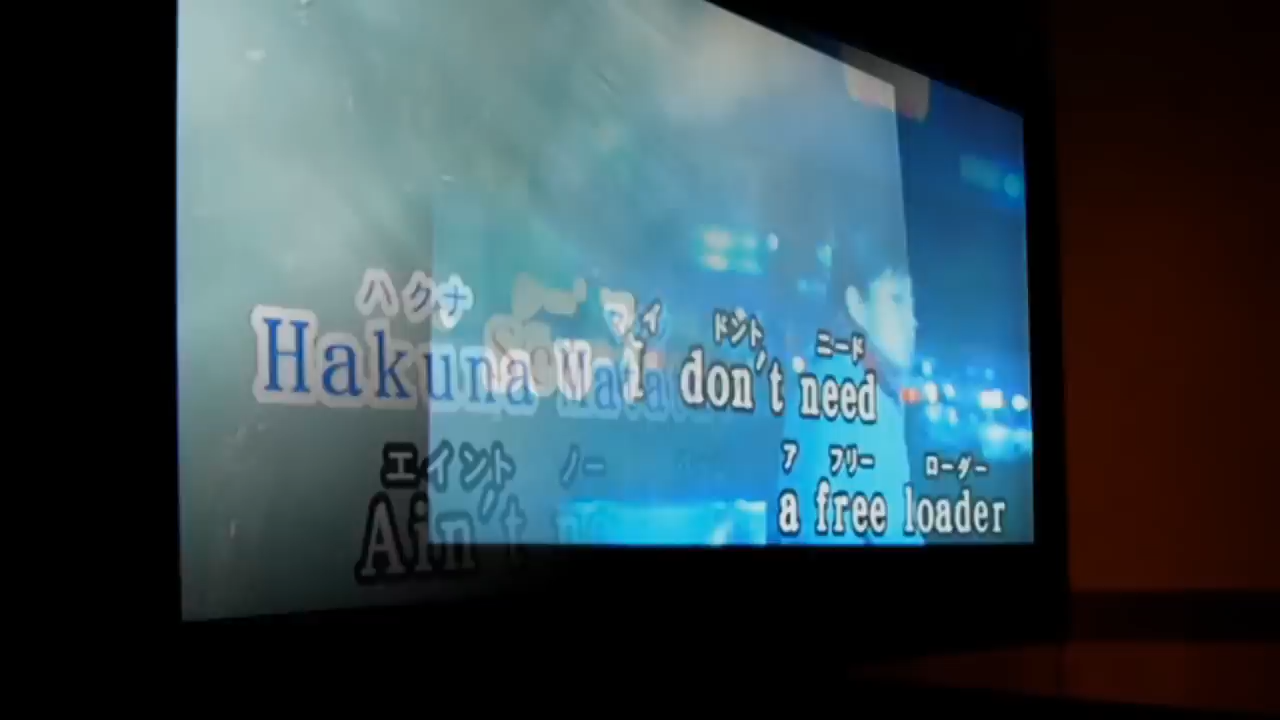 ハクナ マイ ドント ニード
Hakuna Mata I don't need
エイント ノー ア フリー ローダー
Ain't a free loader